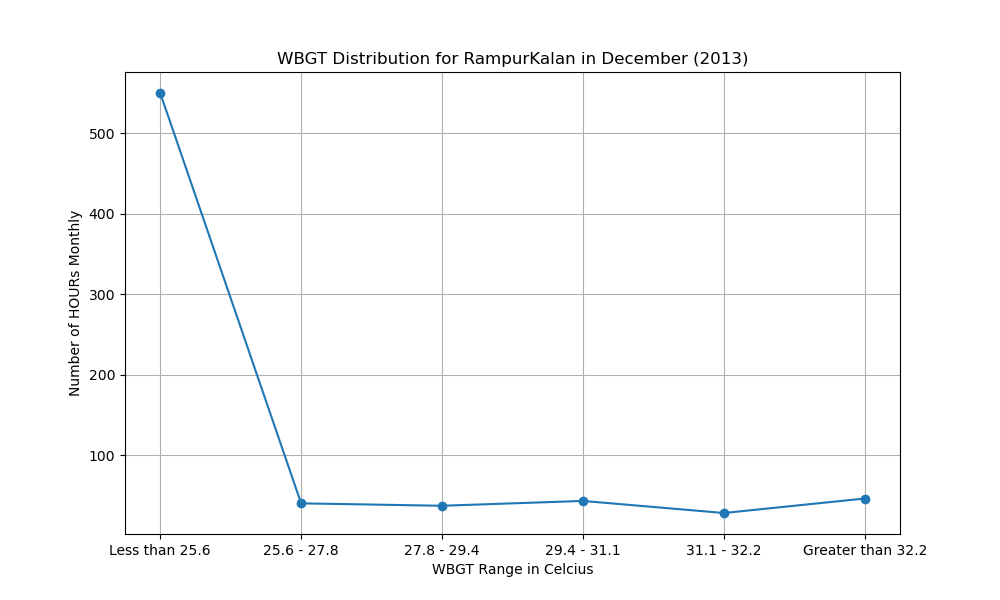 WBGT Distribution for RampurKalan in December (2013)
Number of HOURs Monthly
500
400
300
200
100
Less than 25.6
25.6 - 27.8
27.8 - 29.4
29.4 - 31.1
31.1 - 32.2
Greater than 32.2
WBGT Range in Celcius